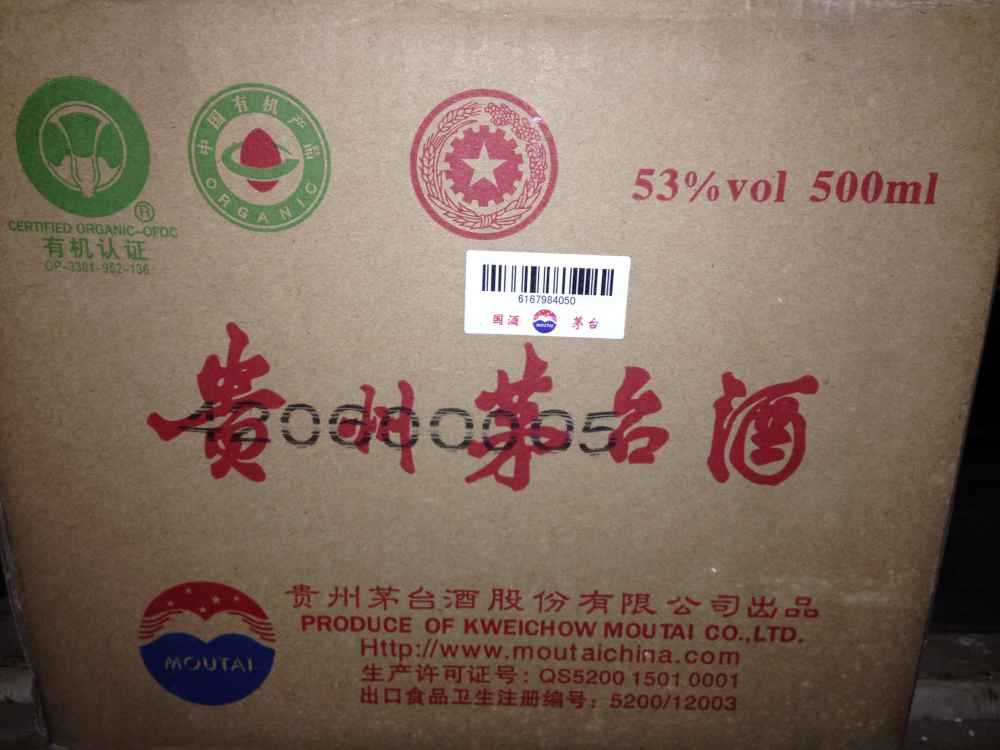 CERTIFIED ORGANIC-OFDC
有机认证
OP-3301-952-136
中国有机产品
ORGANIC
53%vol 500ml
6167984050
国酒 MOUTAI 茅台
贵州茅台酒
MOUTAI
贵州茅台酒股份有限公司出品
PRODUCE OF KWEICHOW MOUTAI CO.,LTD.
Http://www.moutaichina.com
生产许可证号：QS5200 1501 0001
出口食品卫生注册编号：5200/12003